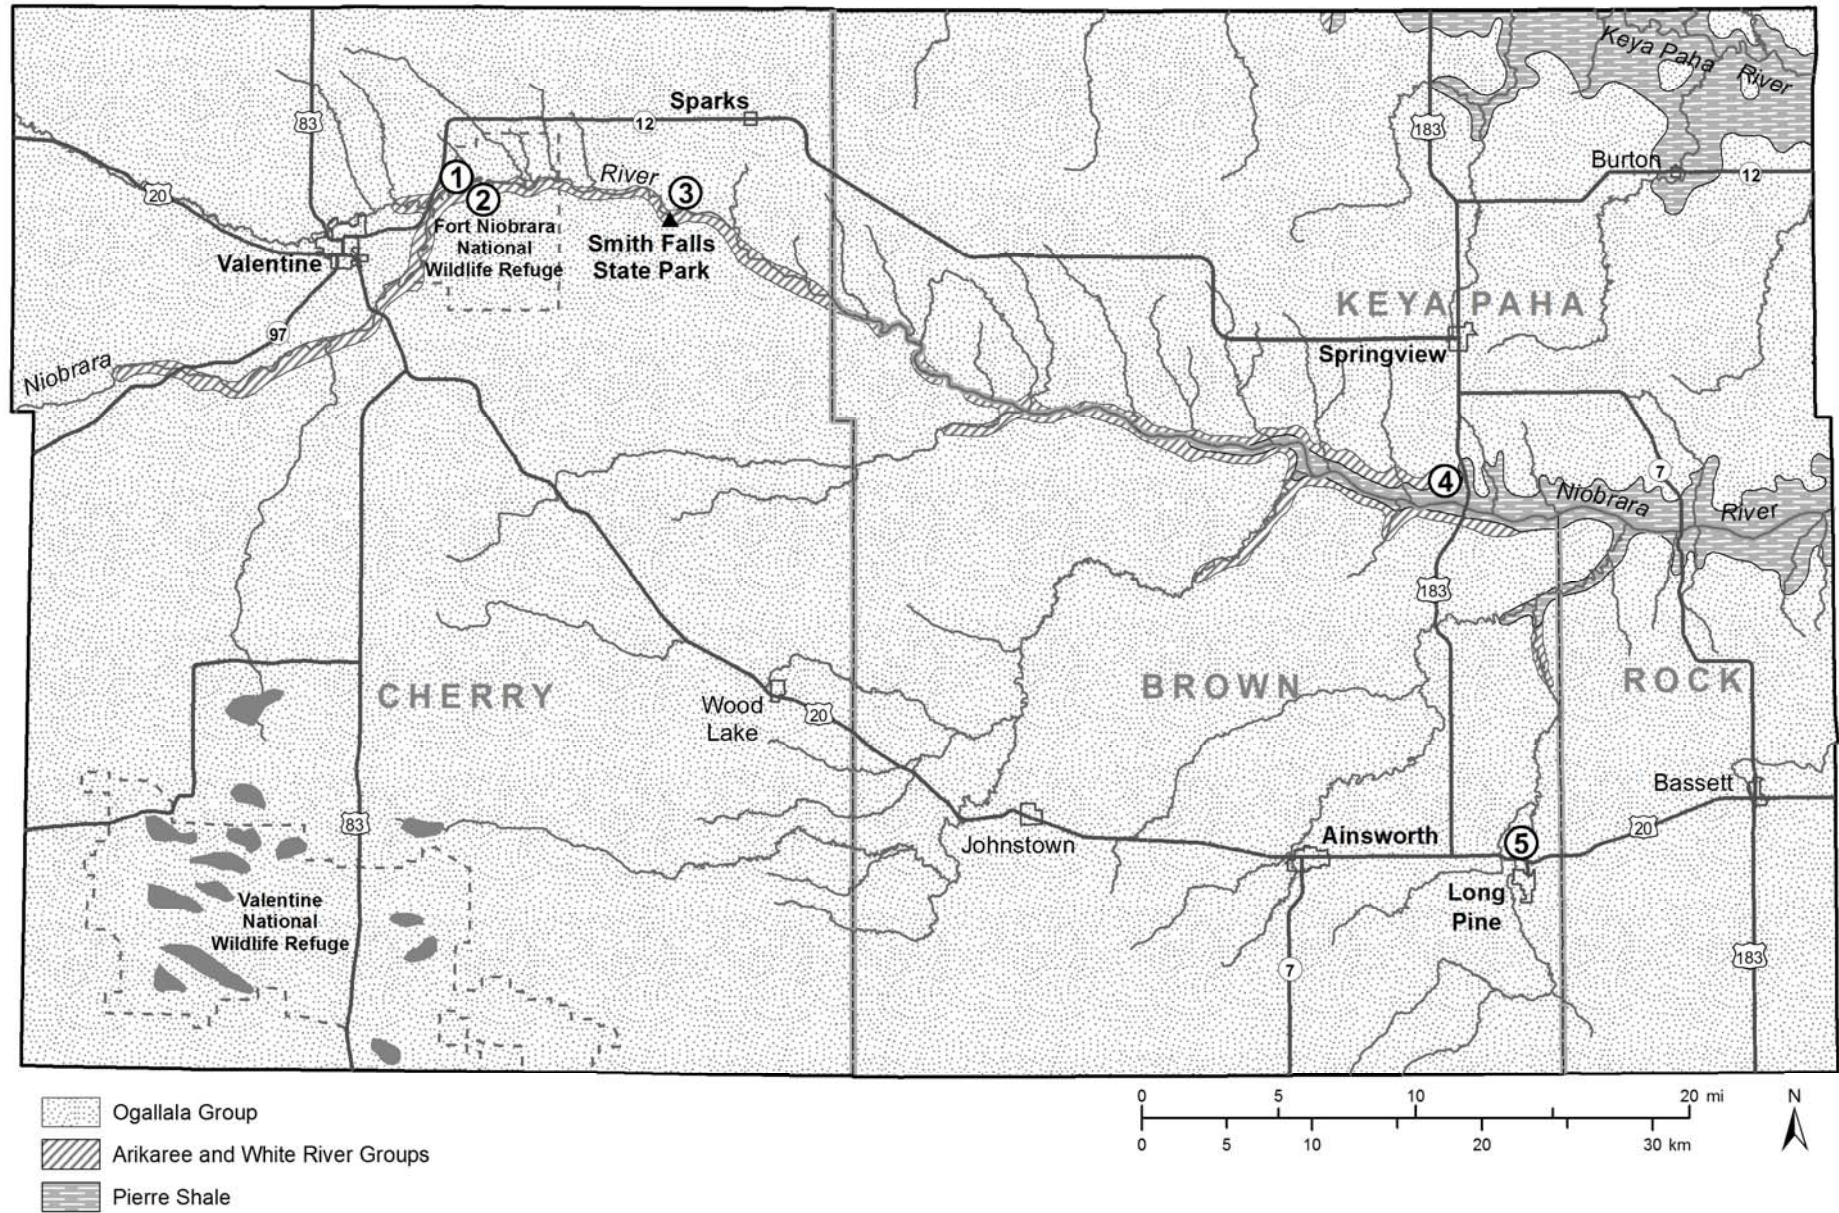 83
Sparks
12
Keya Paha
River
183
Burton
12
20
1
2
River
3
Fort Niobrara
National
Wildlife Refuge
Smith Falls
State Park
Valentine
97
Niobrara
KEYA PAHA
Springview
4
7
Niobrara
River
183
CHERRY
BROWN
ROCK
Wood
Lake
20
Bassett
83
Johnstown
Ainsworth
5
20
Long
Pine
Valentine
National
Wildlife Refuge
7
183
0 5 10 20 mi
0 5 10 20 30 km
N
Ogallala Group
Arikaree and White River Groups
Pierre Shale